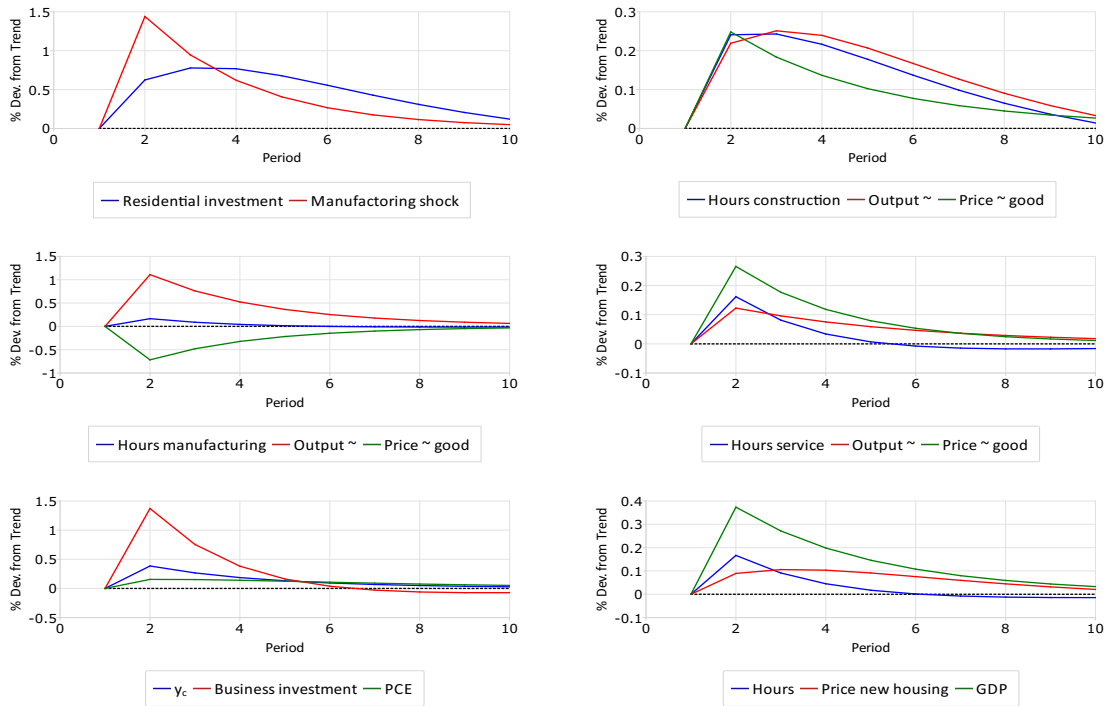 1.5
1
0.5
0
% Dev. from Trend
0 2 4 6 8 10
Period
Residential investment Manufactoring shock
0.3
0.2
0.1
0
% Dev. from Trend
0 2 4 6 8 10
Period
Hours construction Output ~ Price ~ good
1.5
1
0.5
0
-0.5
-1
% Dev. from Trend
0 2 4 6 8 10
Period
Hours manufacturing Output ~ Price ~ good
0.3
0.2
0.1
0
-0.1
% Dev. from Trend
0 2 4 6 8 10
Period
Hours service Output ~ Price ~ good
1.5
1
0.5
0
-0.5
% Dev. from Trend
0 2 4 6 8 10
Period
y_c Business investment PCE
0.4
0.3
0.2
0.1
0
-0.1
% Dev. from Trend
0 2 4 6 8 10
Period
Hours Price new housing GDP